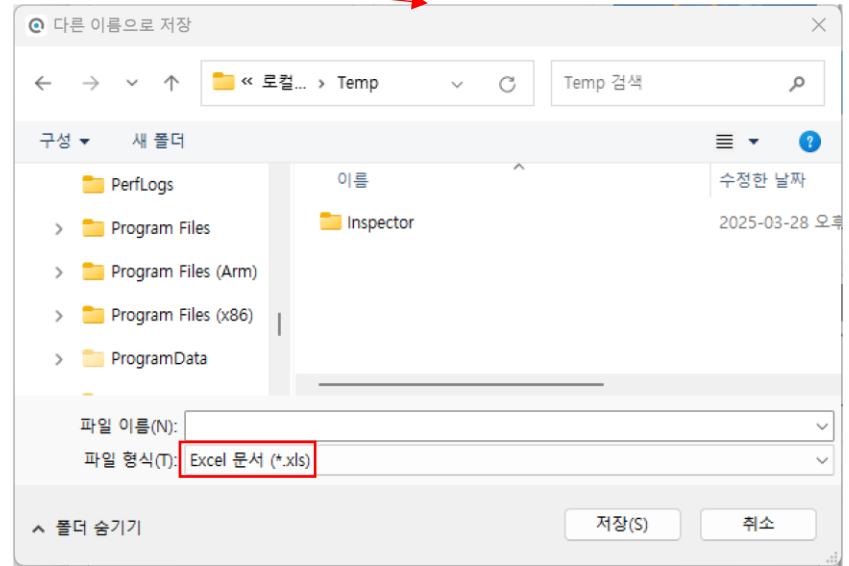 다른 이름으로 저장
« 로컬... › Temp
Temp 검색
구성
새 폴더
이름
수정한 날짜
PerfLogs
Program Files
Program Files (Arm)
Program Files (x86)
ProgramData
Inspector
2025-03-28 오후
파일 이름(N):
파일 형식(T): Excel 문서 (*.xls)
폴더 숨기기
저장(S)
취소